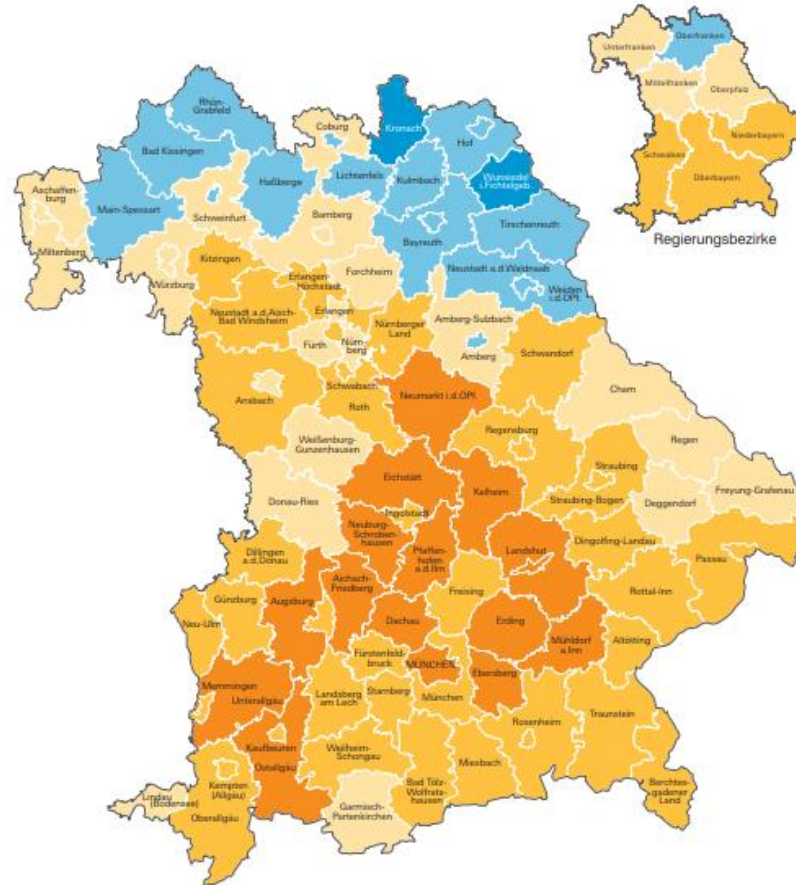 Oberfranken
Unterfranken
Mittelfranken
Oberpfalz
Niederbayern
Schwaben
Oberbayern
Regierungsbezirke
Rhön-
Grabfeld
Coburg
Kronach
Hof
Bad Kissingen
Lichtenfels
Kulmbach
Wunsiedel
i.Fichtelgeb.
Haßberge
Aschaffen-
burg
Main-Spessart
Schweinfurt
Bamberg
Bayreuth
Tirschenreuth
Miltenberg
Würzburg
Kitzingen
Forchheim
Neustadt a.d.Waldnaab
Erlangen-
Höchstadt
Weiden
i.d.OPf.
Neustadt a.d.Aisch-
Bad Windsheim
Erlangen
Nürnberger
Land
Amberg-Sulzbach
Fürth
Nürn-
berg
Amberg
Schwandorf
Ansbach
Schwabach
Roth
Neumarkt i.d.OPf.
Cham
Regensburg
Weißenburg-
Gunzenhausen
Regen
Straubing
Eichstätt
Kelheim
Freyung-Grafenau
Donau-Ries
Straubing-Bogen
Deggendorf
Ingolstadt
Neuburg-
Schroben-
hausen
Dillingen
a.d.Donau
Pfaffen-
hofen
a.d.Ilm
Landshut
Dingolfing-Landau
Passau
Aichach-
Friedberg
Günzburg
Augsburg
Freising
Rottal-Inn
Neu-Ulm
Dachau
Erding
Mühldorf
a.Inn
Altötting
Fürstenfeld-
bruck
MÜNCHEN
Ebersberg
Memmingen
Unterallgäu
Landsberg
am Lech
Starnberg
München
Rosenheim
Traunstein
Kaufbeuren
Ostallgäu
Weilheim-
Schongau
Miesbach
Kempten
(Allgäu)
Bad Tölz-
Wolfrats-
hausen
Berchtes-
gadener
Land
Lindau
(Bodensee)
Oberallgäu
Garmisch-
Partenkirchen